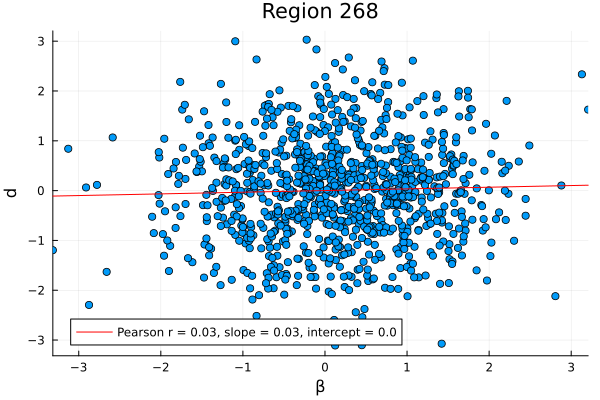 Region 268
d
3
2
1
0
−1
−2
−3
Pearson r = 0.03, slope = 0.03, intercept = 0.0
−3 −2 −1 0 1 2 3
β